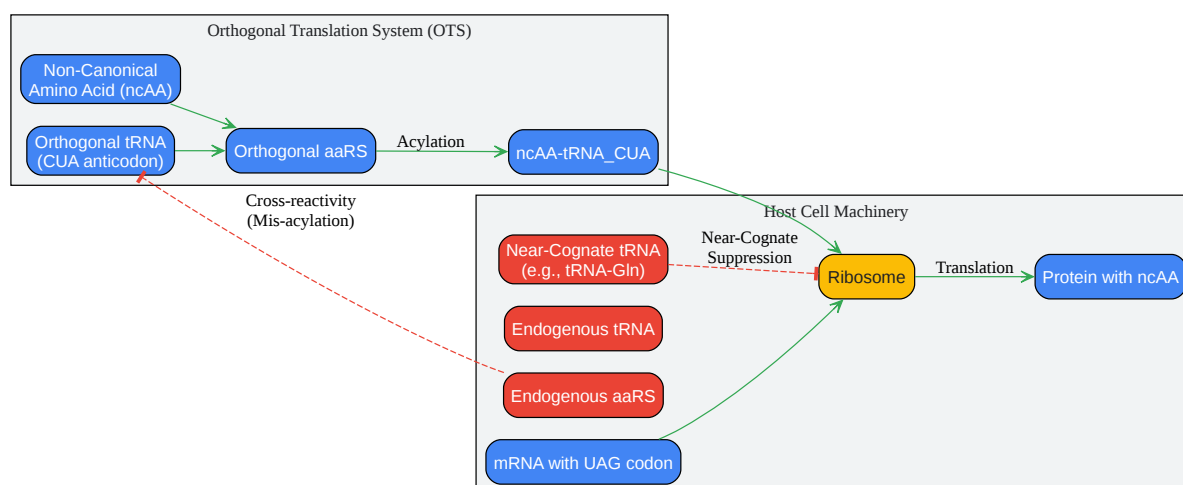 Orthogonal Translation System (OTS)
Non-Canonical
Amino Acid (ncAA)
Orthogonal tRNA
(CUA anticodon)
Orthogonal aaRS
Acylation
ncAA-tRNA_CUA
Cross-reactivity
(Mis-acylation)
Host Cell Machinery
Near-Cognate tRNA
(e.g., tRNA-Gln)
Near-Cognate
Suppression
Ribosome
Translation
Protein with ncAA
Endogenous tRNA
Endogenous aaRS
mRNA with UAG codon